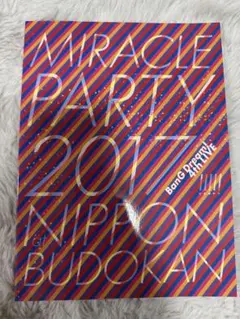 MIRACLE
PARTY
2017
!!!!!
BanG Dream!
4th LIVE
NIPPON
BUDOKAN